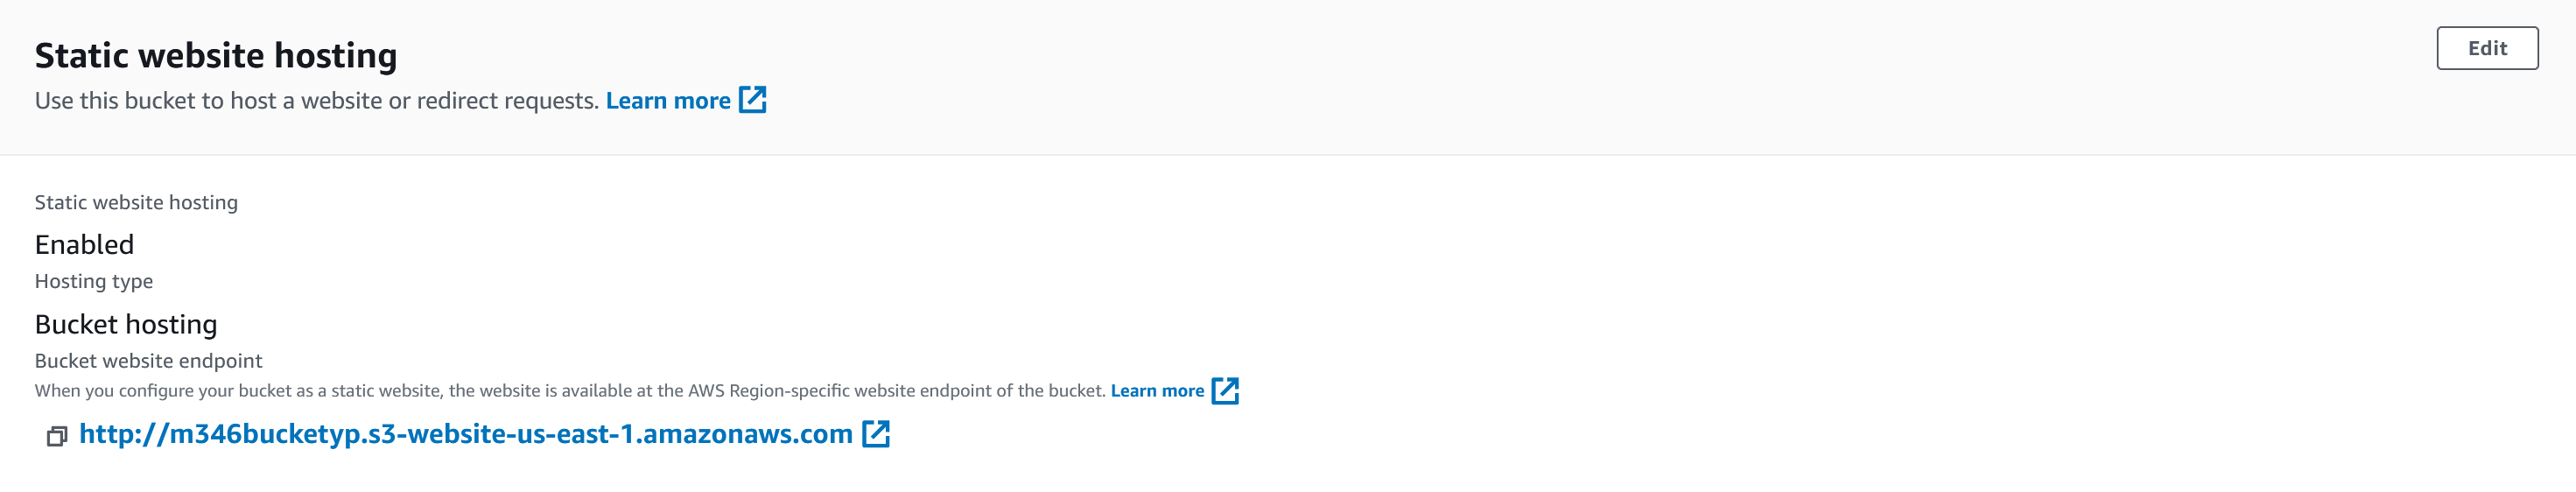 Static website hosting
Edit
Use this bucket to host a website or redirect requests. Learn more
Static website hosting
Enabled
Hosting type
Bucket hosting
Bucket website endpoint
When you configure your bucket as a static website, the website is available at the AWS Region-specific website endpoint of the bucket. Learn more
http://m346bucketyp.s3-website-us-east-1.amazonaws.com